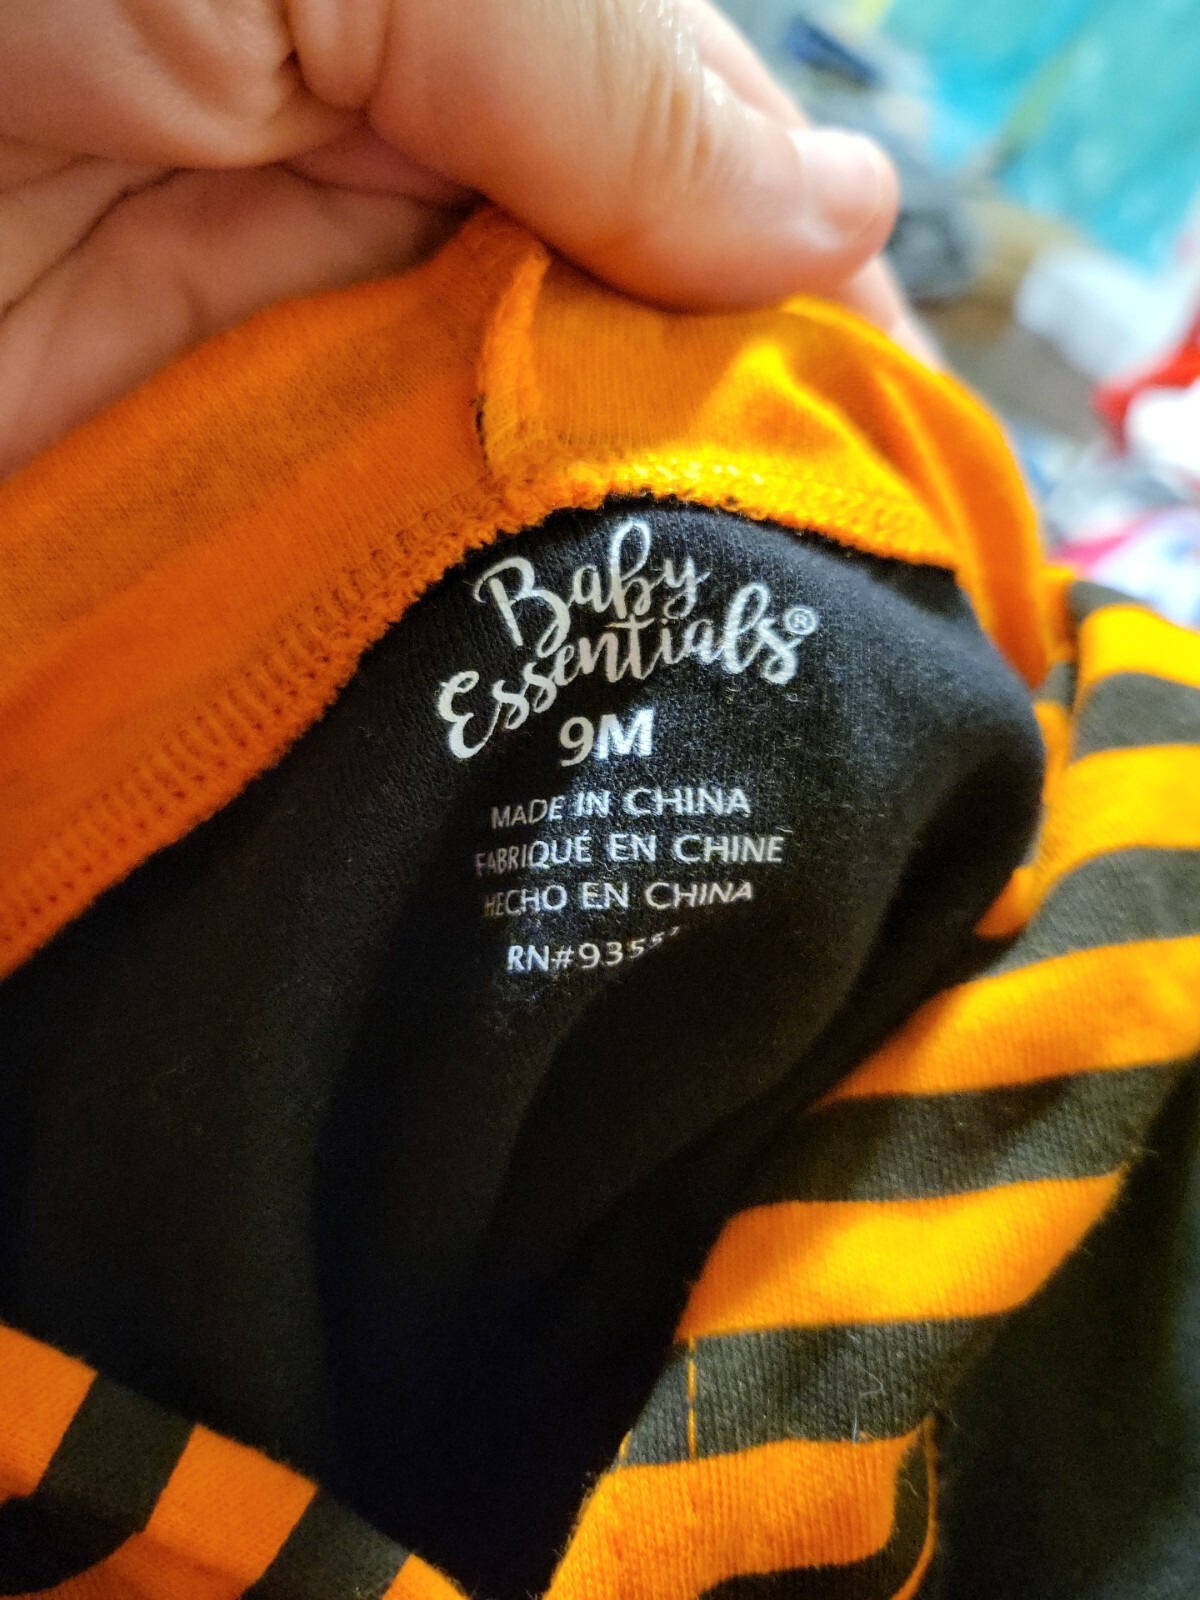 Baby
Essentials®
9M
MADE IN CHINA
FABRIQUÉ EN CHINE
HECHO EN CHINA